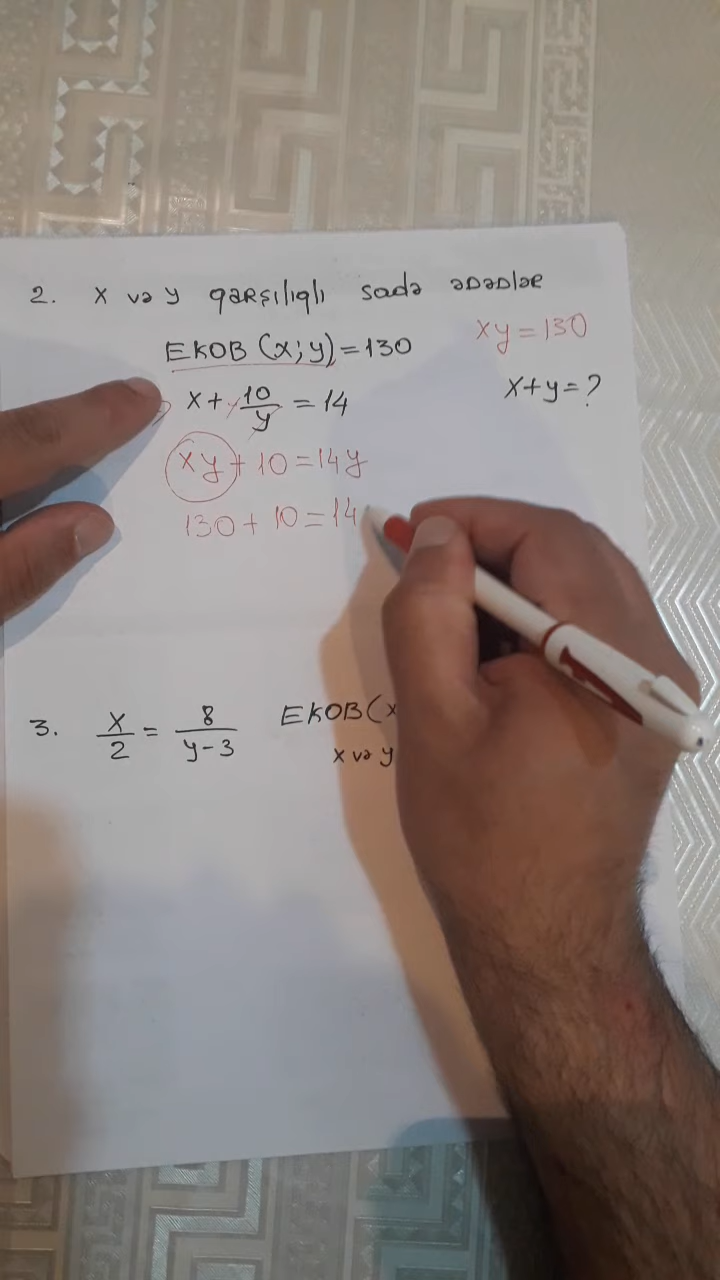 2. x və y qarşılıqlı sadə ədədlər
EKOB (x; y) = 130
xy = 130
x + 10/y = 14
x + y = ?
xy + 10 = 14y
130 + 10 = 14
3. x/2 = 8/(y-3) EKOB(x
x və y